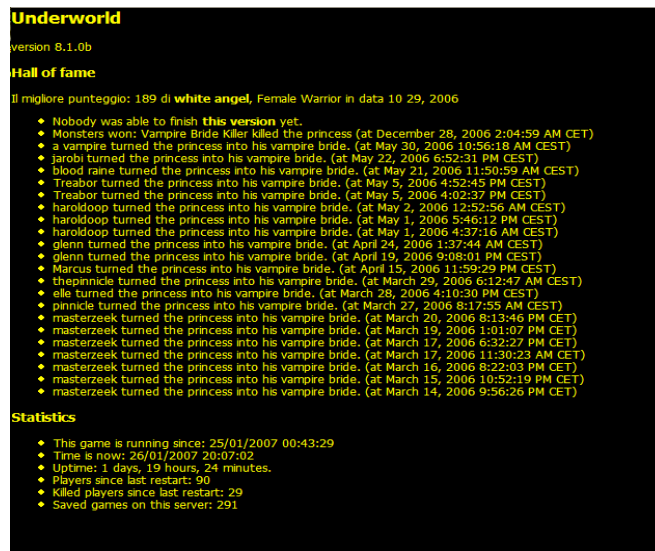 Underworld
version 8.1.0b
Hall of fame
Il migliore punteggio: 189 di white angel, Female Warrior in data 10 29, 2006
Nobody was able to finish this version yet.
Monsters won: Vampire Bride Killer killed the princess (at December 28, 2006 2:04:59 AM CET)
a vampire turned the princess into his vampire bride. (at May 30, 2006 10:56:18 AM CEST)
jarobi turned the princess into his vampire bride. (at May 22, 2006 6:52:31 PM CEST)
blood raine turned the princess into his vampire bride. (at May 21, 2006 11:50:59 AM CEST)
Treabor turned the princess into his vampire bride. (at May 5, 2006 4:52:45 PM CEST)
Treabor turned the princess into his vampire bride. (at May 5, 2006 4:02:37 PM CEST)
haroldoop turned the princess into his vampire bride. (at May 2, 2006 12:52:56 AM CEST)
haroldoop turned the princess into his vampire bride. (at May 1, 2006 5:46:12 PM CEST)
haroldoop turned the princess into his vampire bride. (at May 1, 2006 4:37:16 AM CEST)
glenn turned the princess into his vampire bride. (at April 24, 2006 1:37:44 AM CEST)
glenn turned the princess into his vampire bride. (at April 19, 2006 9:08:01 PM CEST)
Marcus turned the princess into his vampire bride. (at April 15, 2006 11:59:29 PM CEST)
thepinnicle turned the princess into his vampire bride. (at March 29, 2006 6:12:47 AM CEST)
elle turned the princess into his vampire bride. (at March 28, 2006 4:10:30 PM CEST)
pinnicle turned the princess into his vampire bride. (at March 27, 2006 8:17:55 AM CEST)
masterzeek turned the princess into his vampire bride. (at March 20, 2006 8:13:46 PM CET)
masterzeek turned the princess into his vampire bride. (at March 19, 2006 1:01:07 PM CET)
masterzeek turned the princess into his vampire bride. (at March 17, 2006 6:32:27 PM CET)
masterzeek turned the princess into his vampire bride. (at March 17, 2006 11:30:23 AM CET)
masterzeek turned the princess into his vampire bride. (at March 16, 2006 8:22:03 PM CET)
masterzeek turned the princess into his vampire bride. (at March 15, 2006 10:52:19 PM CET)
masterzeek turned the princess into his vampire bride. (at March 14, 2006 9:56:26 PM CET)
Statistics
This game is running since: 25/01/2007 00:43:29
Time is now: 26/01/2007 20:07:02
Uptime: 1 days, 19 hours, 24 minutes.
Players since last restart: 90
Killed players since last restart: 29
Saved games on this server: 291